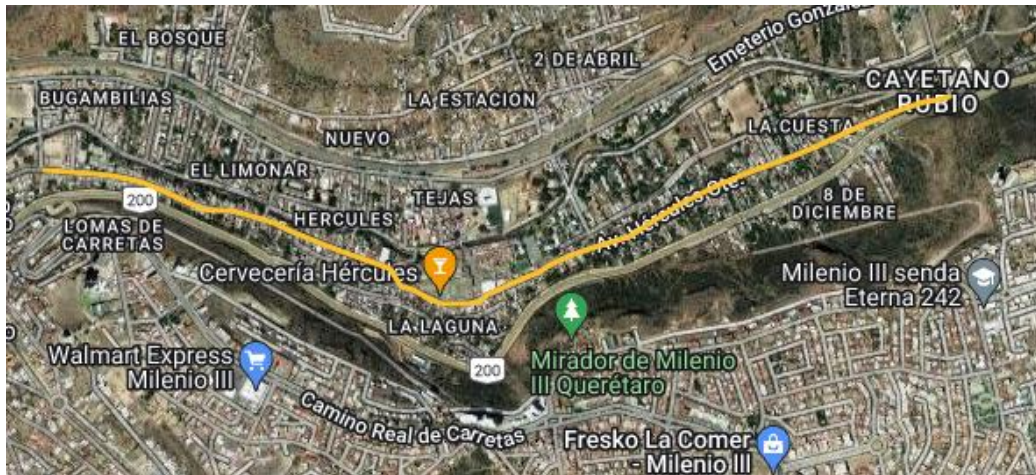 EL BOSQUE
2 DE ABRIL
Emeterio González
CAYETANO
RUBIO
BUGAMBILIAS
LA ESTACION
NUEVO
LA CUESTA
EL LIMONAR
TEJAS
200
HERCULES
Av. Hércules Ote.
8 DE
DICIEMBRE
LOMAS DE
CARRETAS
Cervecería Hércules
Milenio III senda
Eterna 242
LA LAGUNA
200
Walmart Express
Milenio III
Mirador de Milenio
III Querétaro
Camino Real de Carretas
Fresko La Comer
- Milenio III